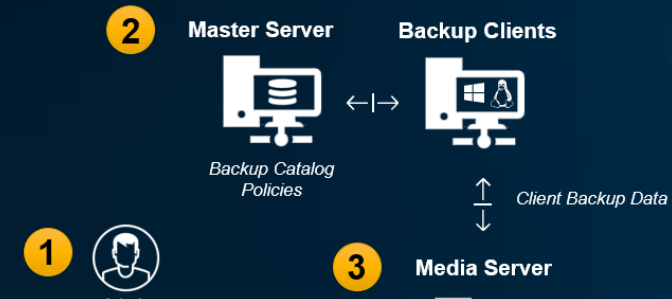 2
Master Server
Backup Clients
Backup Catalog
Policies
Client Backup Data
1
3
Media Server